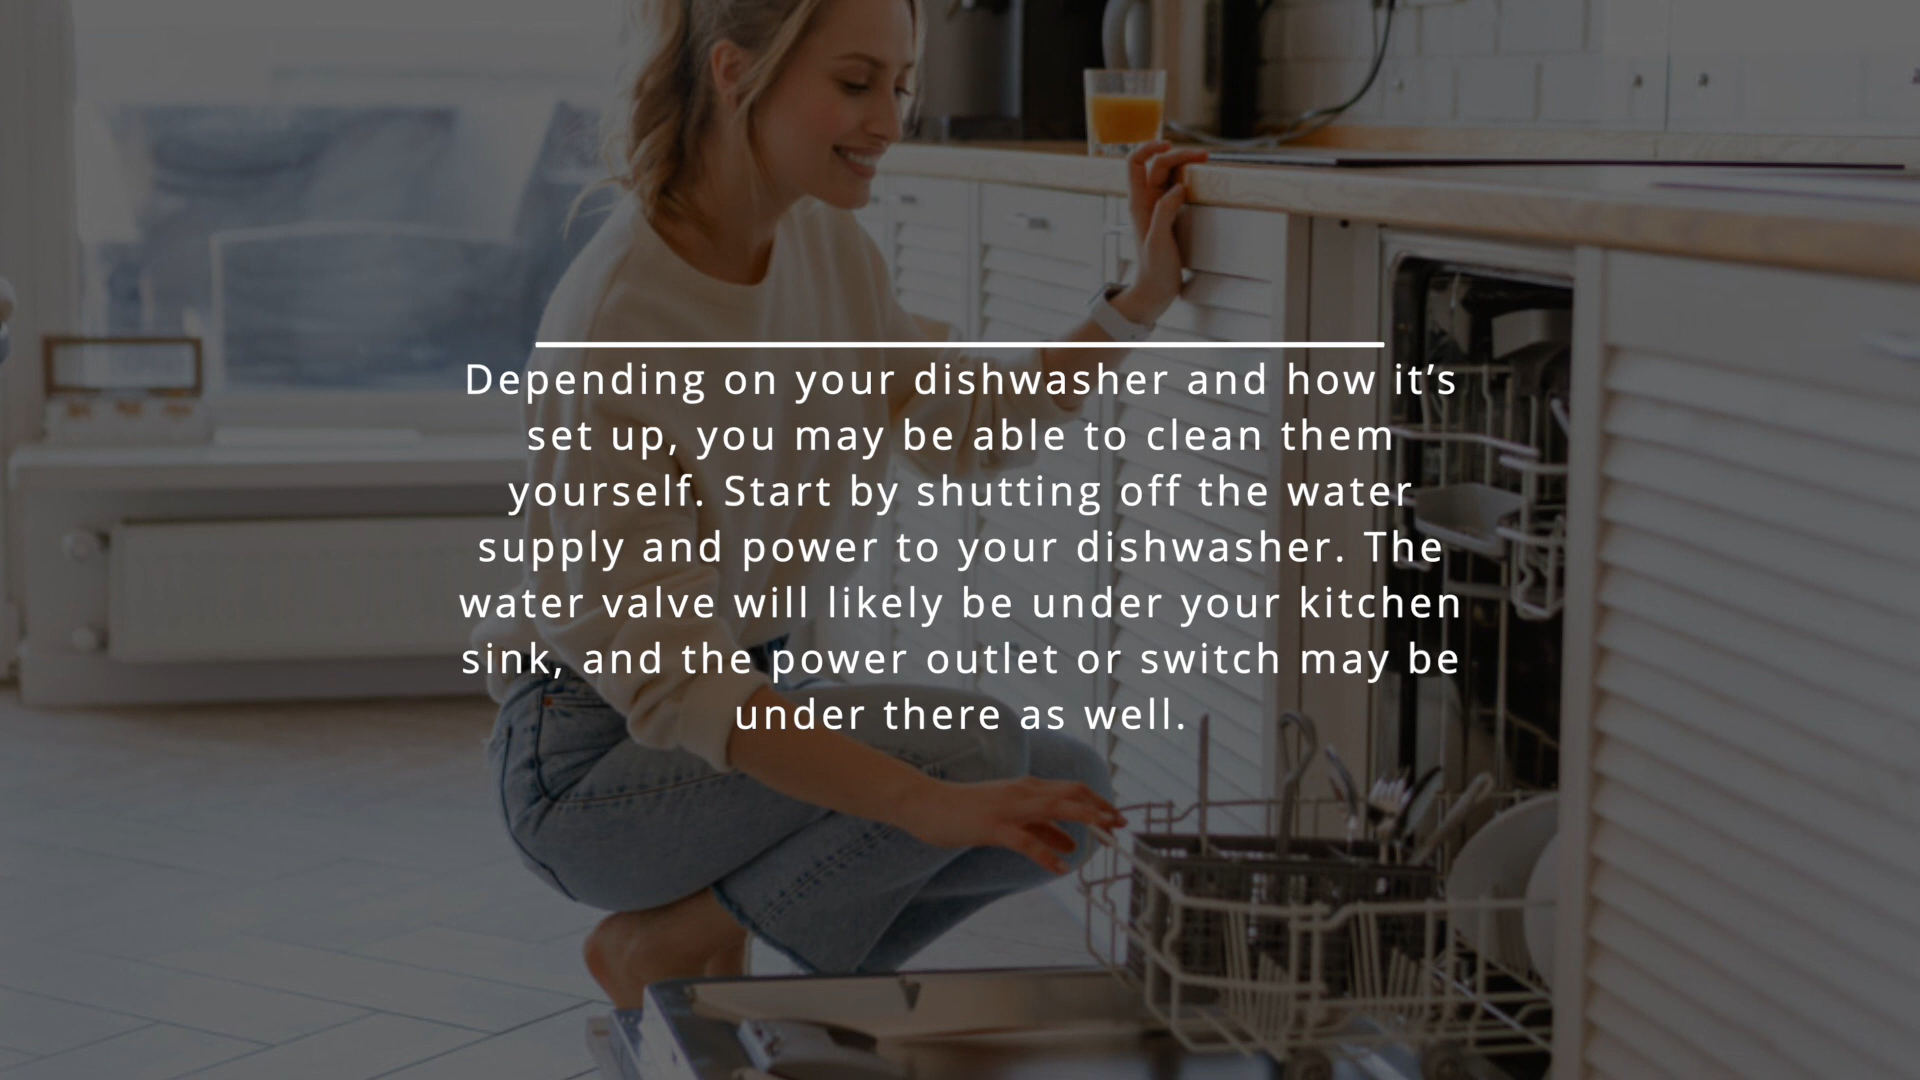 Depending on your dishwasher and how it’s
set up, you may be able to clean them
yourself. Start by shutting off the water
supply and power to your dishwasher. The
water valve will likely be under your kitchen
sink, and the power outlet or switch may be
under there as well.